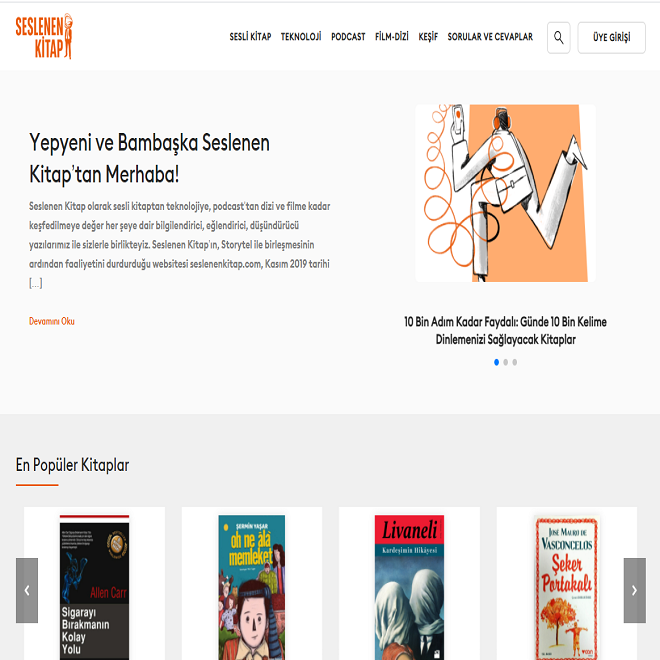 SESLENEN
KİTAP
SESLİ KİTAP TEKNOLOJİ PODCAST FİLM-DİZİ KEŞİF SORULAR VE CEVAPLAR ÜYE GİRİŞİ
Yepyeni ve Bambaşka Seslenen
Kitap'tan Merhaba!
Seslenen Kitap olarak sesli kitaptan teknolojiye, podcast'tan dizi ve filme kadar
keşfedilmeye değer her şeye dair bilgilendirici, eğlendirici, düşündürücü
yazılarımız ile sizlerle birlikteyiz. Seslenen Kitap'ın, Storytel ile birleşmesinin
ardından faaliyetini durdurduğu websitesi seslenenkitap.com, Kasım 2019 tarihi
[...]
Devamını Oku
10 Bin Adım Kadar Faydalı: Günde 10 Bin Kelime
Dinlemenizi Sağlayacak Kitaplar
En Popüler Kitaplar
Allen Carr
Sigarayı
Bırakmanın
Kolay
Yolu
ŞERMİN YAŞAR
oh ne âlâ
memleket
Livaneli
Kardeşimin Hikâyesi
JOSÉ MAURO DE
VASCONCELOS
Şeker
Portakalı